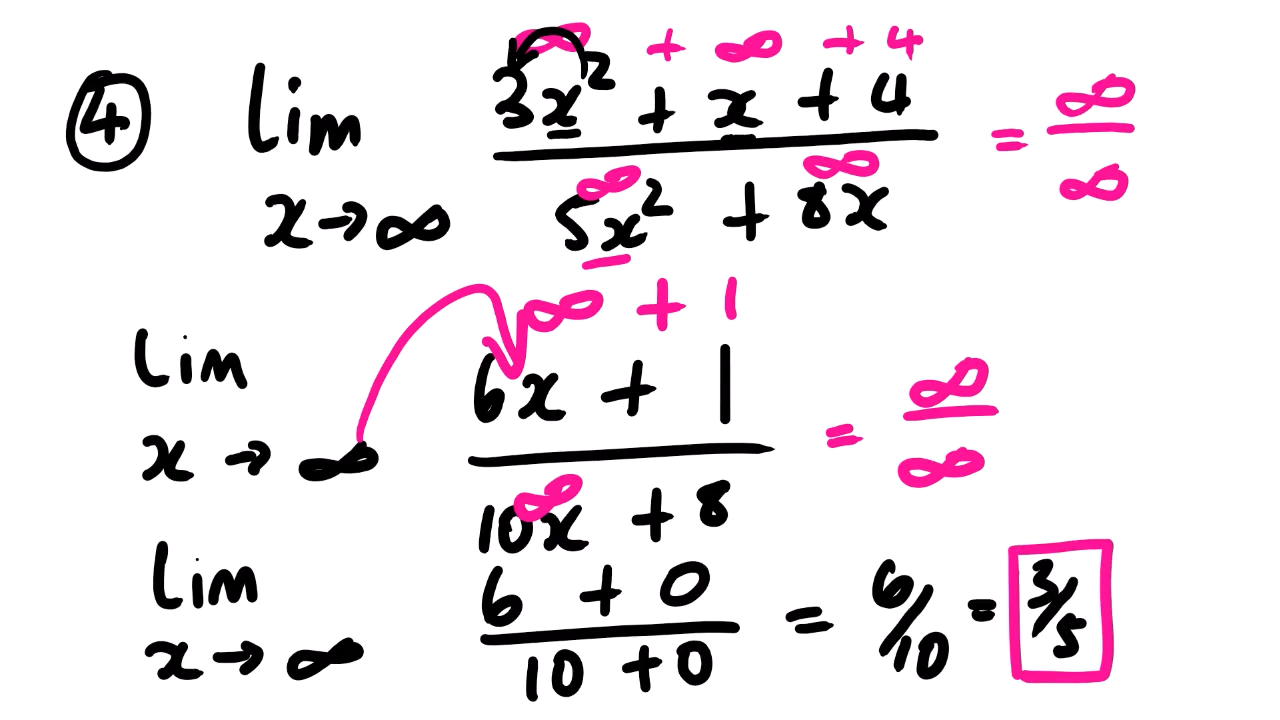 ∞ + ∞ + 4
④ lim 3x² + x + 4 = ∞
x→∞ ∞ ∞ ∞
5x² + 8x
∞ + 1
lim 6x + 1 = ∞
x → ∞ ∞ ∞
10x + 8
lim 6 + 0 = 6/10 = 3/5
x → ∞ 10 + 0